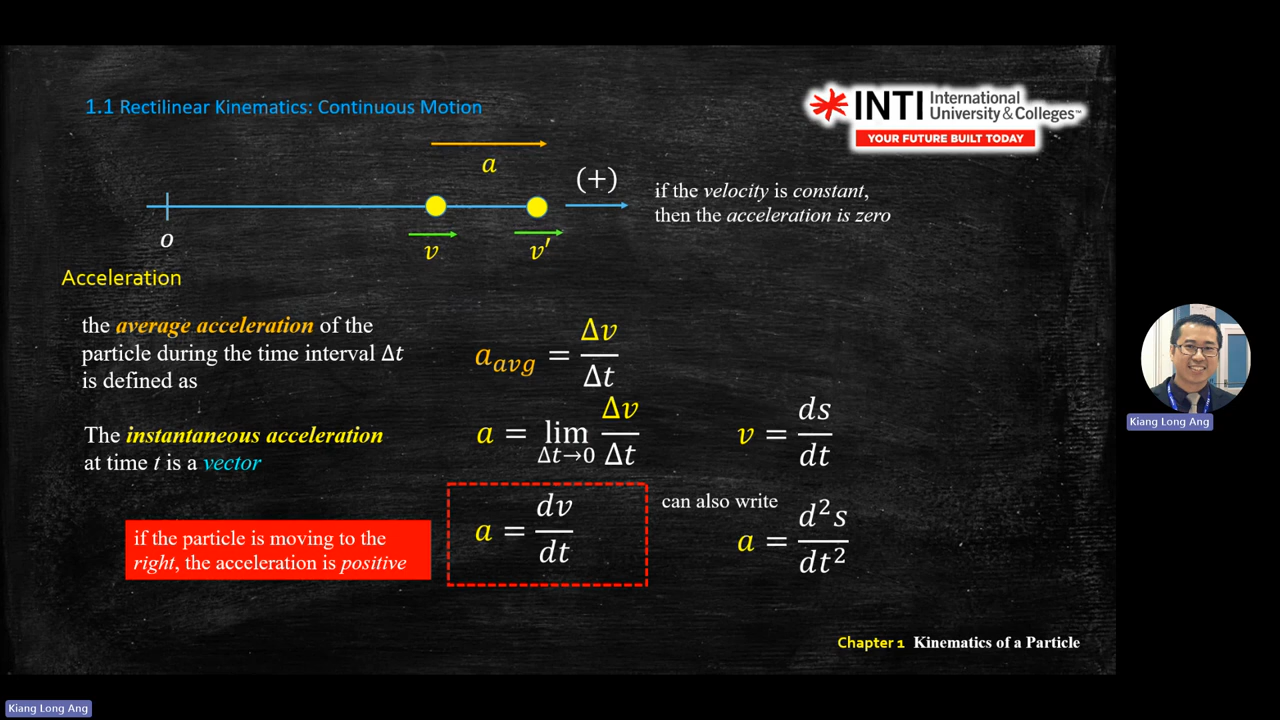 1.1 Rectilinear Kinematics: Continuous Motion
INTI International
University & Colleges™
YOUR FUTURE BUILT TODAY
a
(+)
o
v
v′
if the velocity is constant,
then the acceleration is zero
Acceleration
the average acceleration of the
particle during the time interval Δt
is defined as
a_avg = Δv/Δt
The instantaneous acceleration
at time t is a vector
a = lim Δt→0 Δv/Δt
v = ds/dt
if the particle is moving to the
right, the acceleration is positive
a = dv/dt
can also write
a = d²s/dt²
Chapter 1 Kinematics of a Particle
Kiang Long Ang
Kiang Long Ang